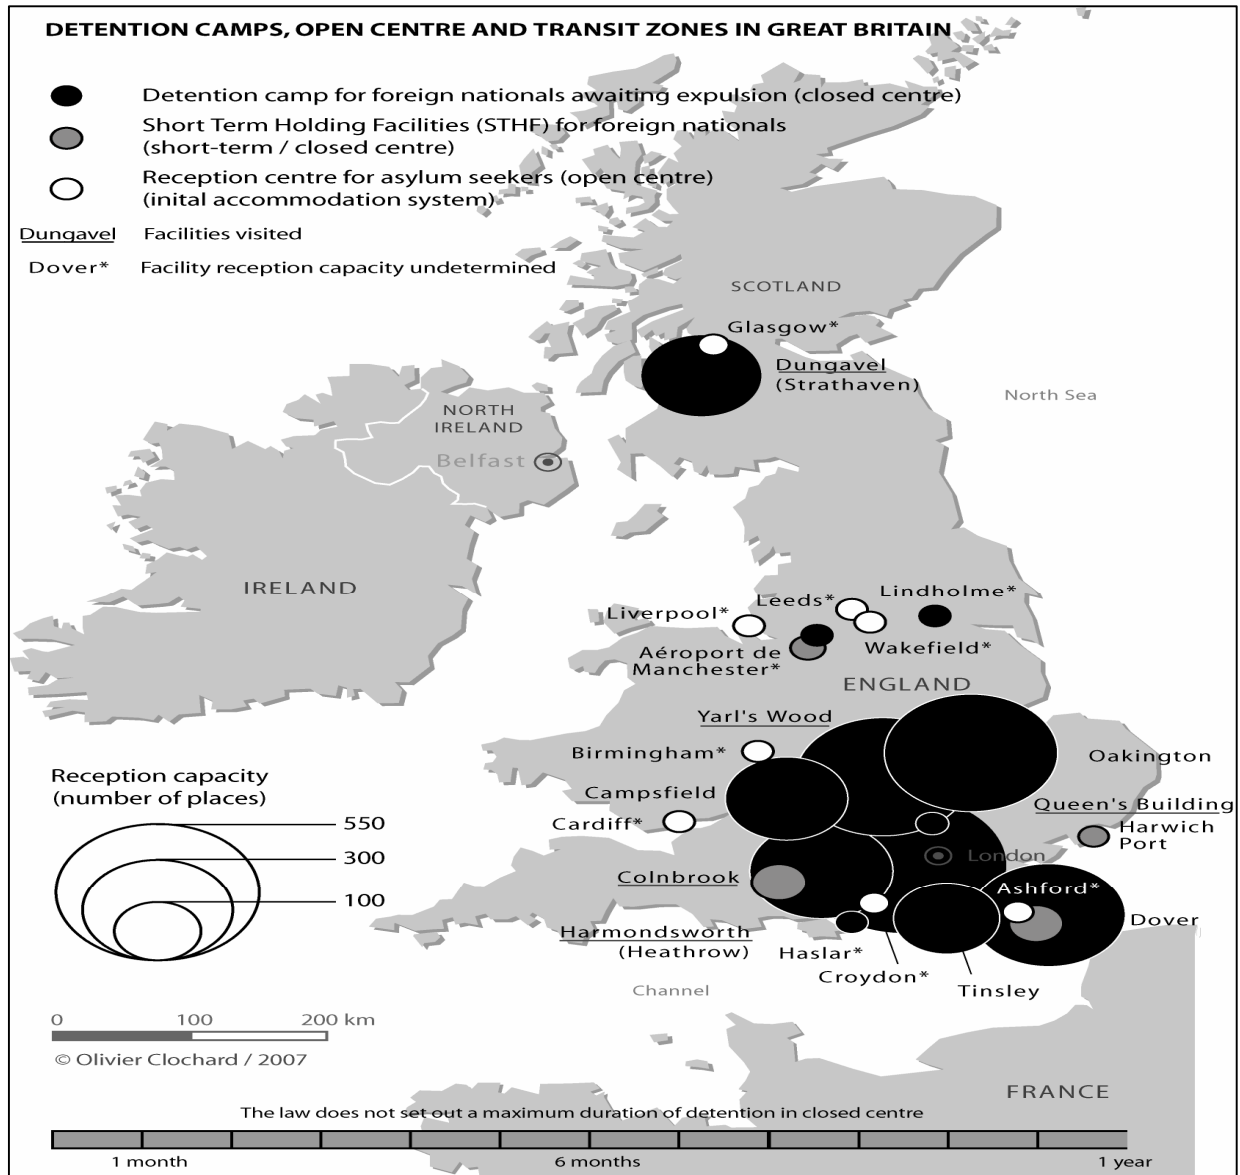 DETENTION CAMPS, OPEN CENTRE AND TRANSIT ZONES IN GREAT BRITAIN
Detention camp for foreign nationals awaiting expulsion (closed centre)
Short Term Holding Facilities (STHF) for foreign nationals
(short-term / closed centre)
Reception centre for asylum seekers (open centre)
(inital accommodation system)
Dungavel Facilities visited
Dover* Facility reception capacity undetermined
SCOTLAND
Glasgow*
Dungavel
(Strathaven)
North Sea
NORTH
IRELAND
Belfast
IRELAND
Liverpool*
Leeds*
Lindholme*
Aéroport de
Manchester*
Wakefield*
ENGLAND
Yarl's Wood
Birmingham*
Oakington
Campsfield
Queen's Building
Cardiff*
Harwich
Port
London
Colnbrook
Ashford*
Dover
Harmondsworth
(Heathrow)
Haslar*
Croydon*
Tinsley
Channel
Reception capacity
(number of places)
550
300
100
0 100 200 km
© Olivier Clochard / 2007
FRANCE
The law does not set out a maximum duration of detention in closed centre
1 month 6 months 1 year